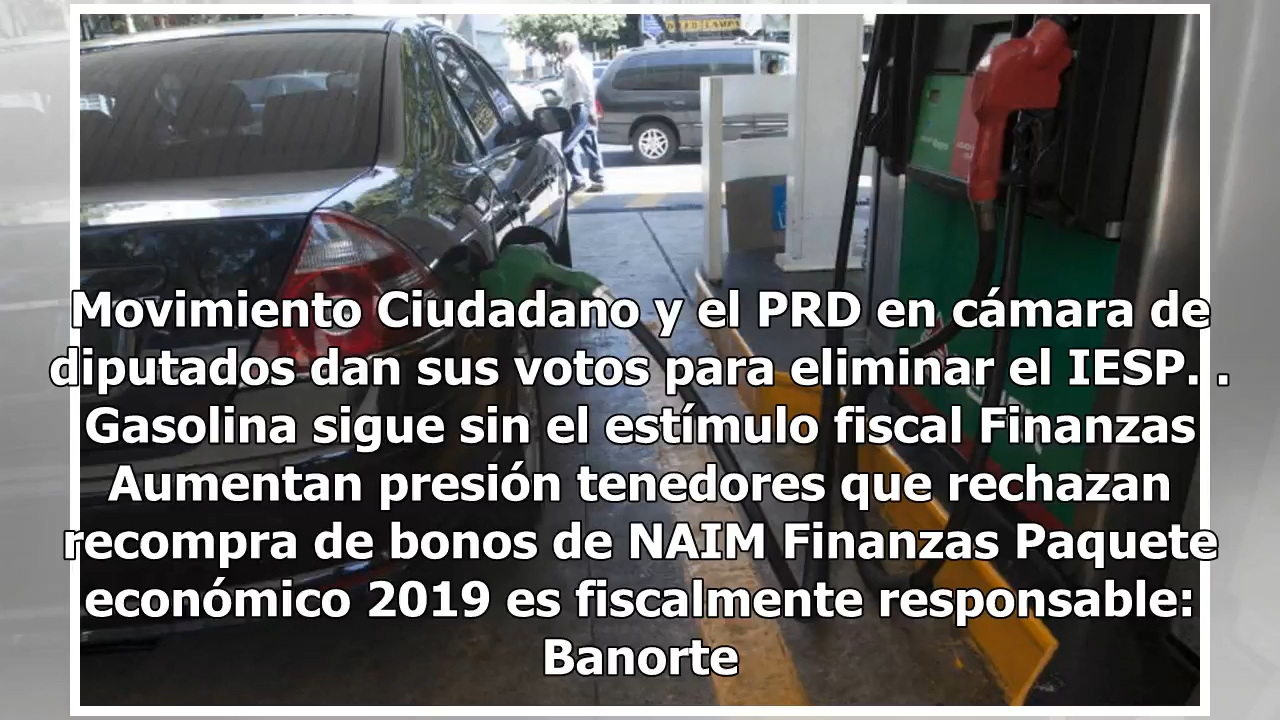 Movimiento Ciudadano y el PRD en cámara de
diputados dan sus votos para eliminar el IESP. .
Gasolina sigue sin el estímulo fiscal Finanzas
Aumentan presión tenedores que rechazan
recompra de bonos de NAIM Finanzas Paquete
económico 2019 es fiscalmente responsable:
Banorte